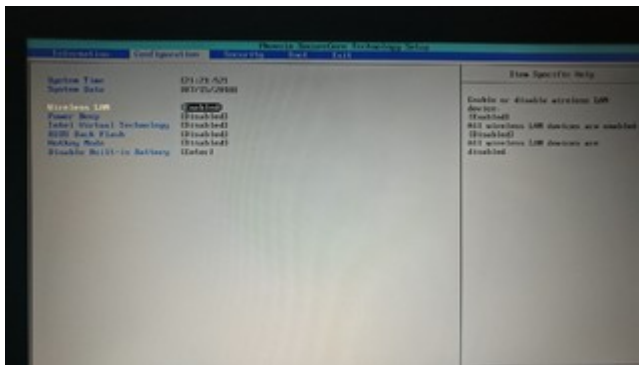 Phoenix SecureCore Technology Setup
Information Configuration Security Boot Exit
System Time
System Date
Wireless LAN [Enabled]
Power Beep [Disabled]
Intel Virtual Technology [Disabled]
BIOS Back Flash [Disabled]
HotKey Mode [Disabled]
Disable Built-in Battery [Enter]
Item Specific Help
Enable or disable wireless LAN
device.
[Enabled]
All wireless LAN devices are enabled
[Disabled]
All wireless LAN devices are
disabled.